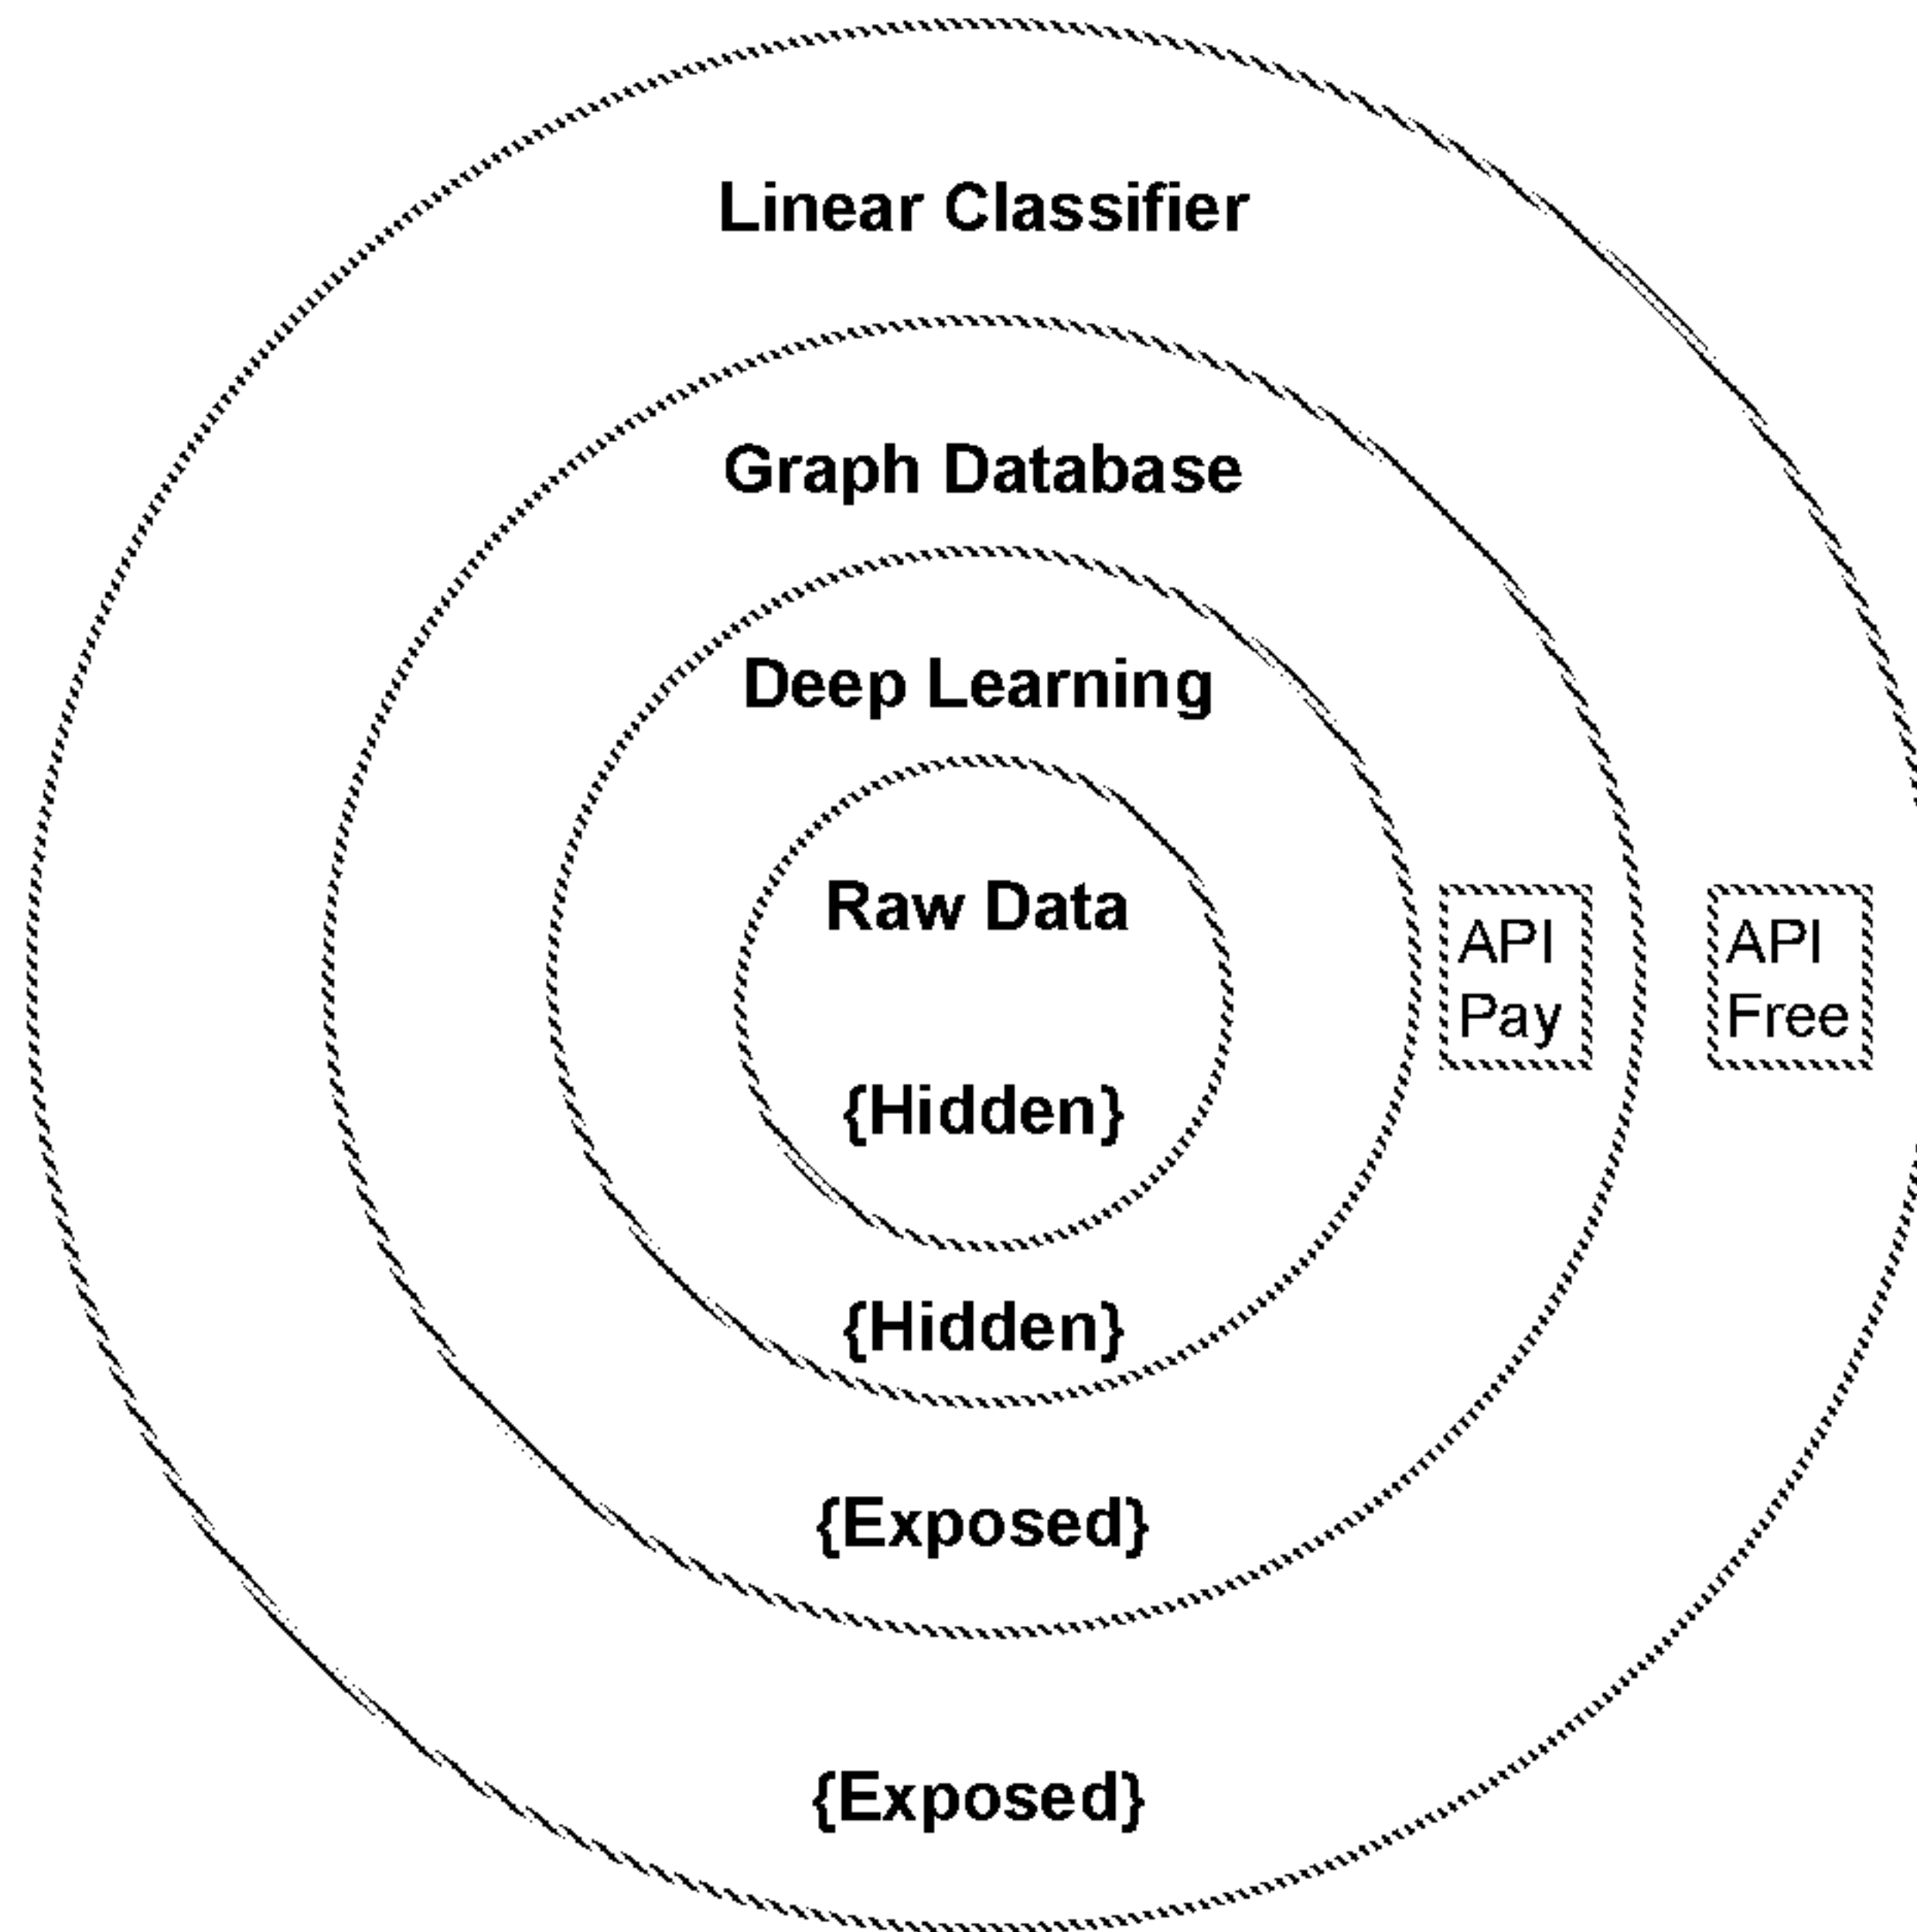 Linear Classifier
Graph Database
Deep Learning
Raw Data
API
Pay
API
Free
{Hidden}
{Hidden}
{Exposed}
{Exposed}